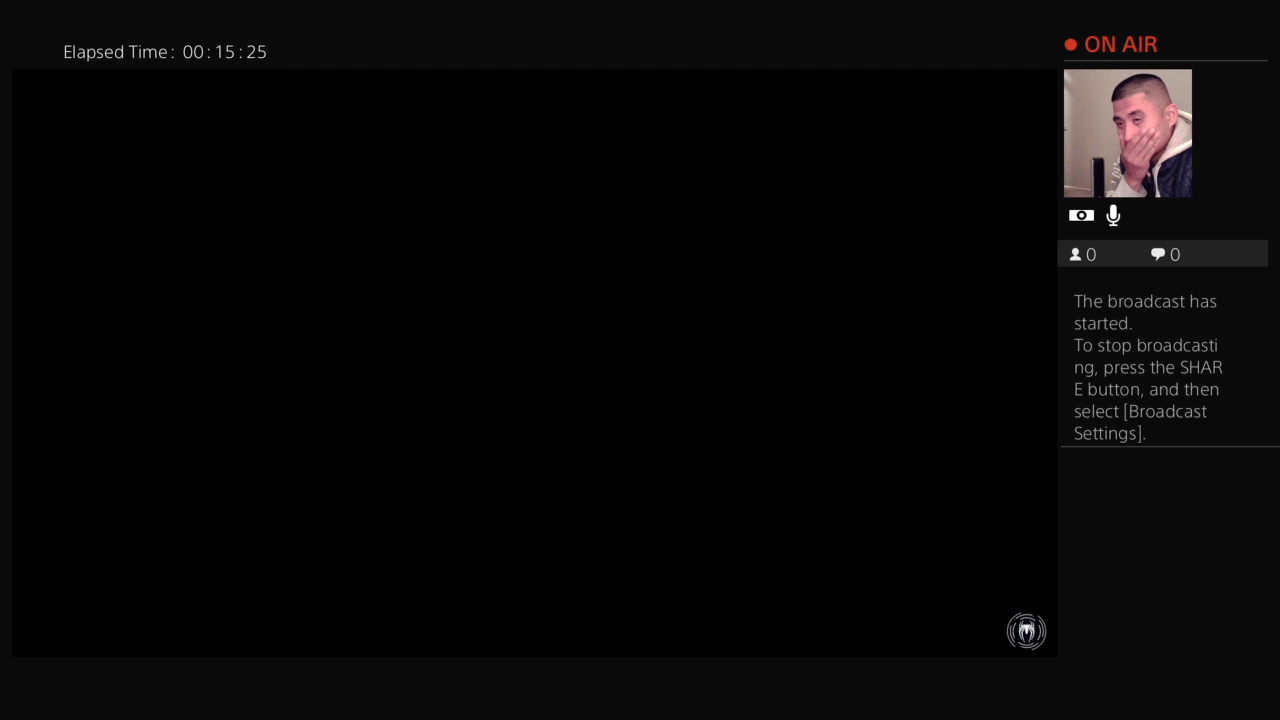 Elapsed Time: 00:15:25
ON AIR
0
0
The broadcast has
started.
To stop broadcasti
ng, press the SHAR
E button, and then
select [Broadcast
Settings].